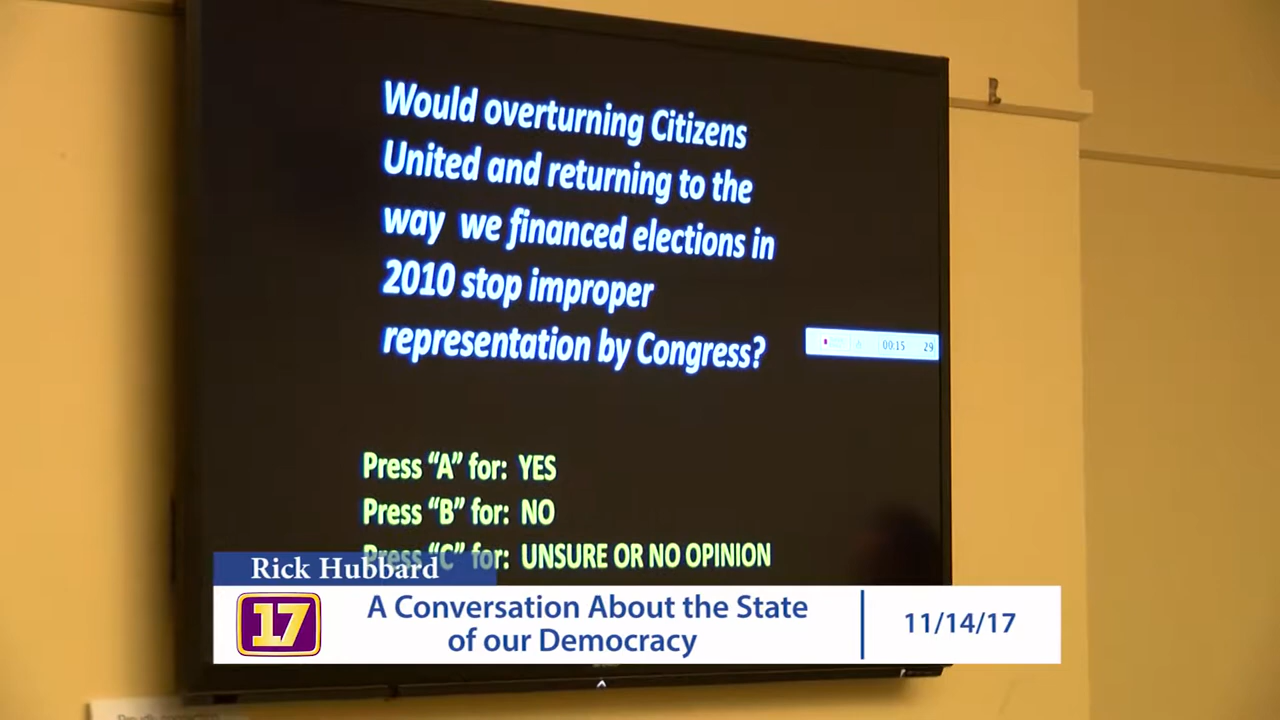 Would overturning Citizens
United and returning to the
way we financed elections in
2010 stop improper
representation by Congress?
00:15 29
Press “A” for: YES
Press “B” for: NO
Press “C” for: UNSURE OR NO OPINION
Rick Hubbard
17
A Conversation About the State
of our Democracy
11/14/17